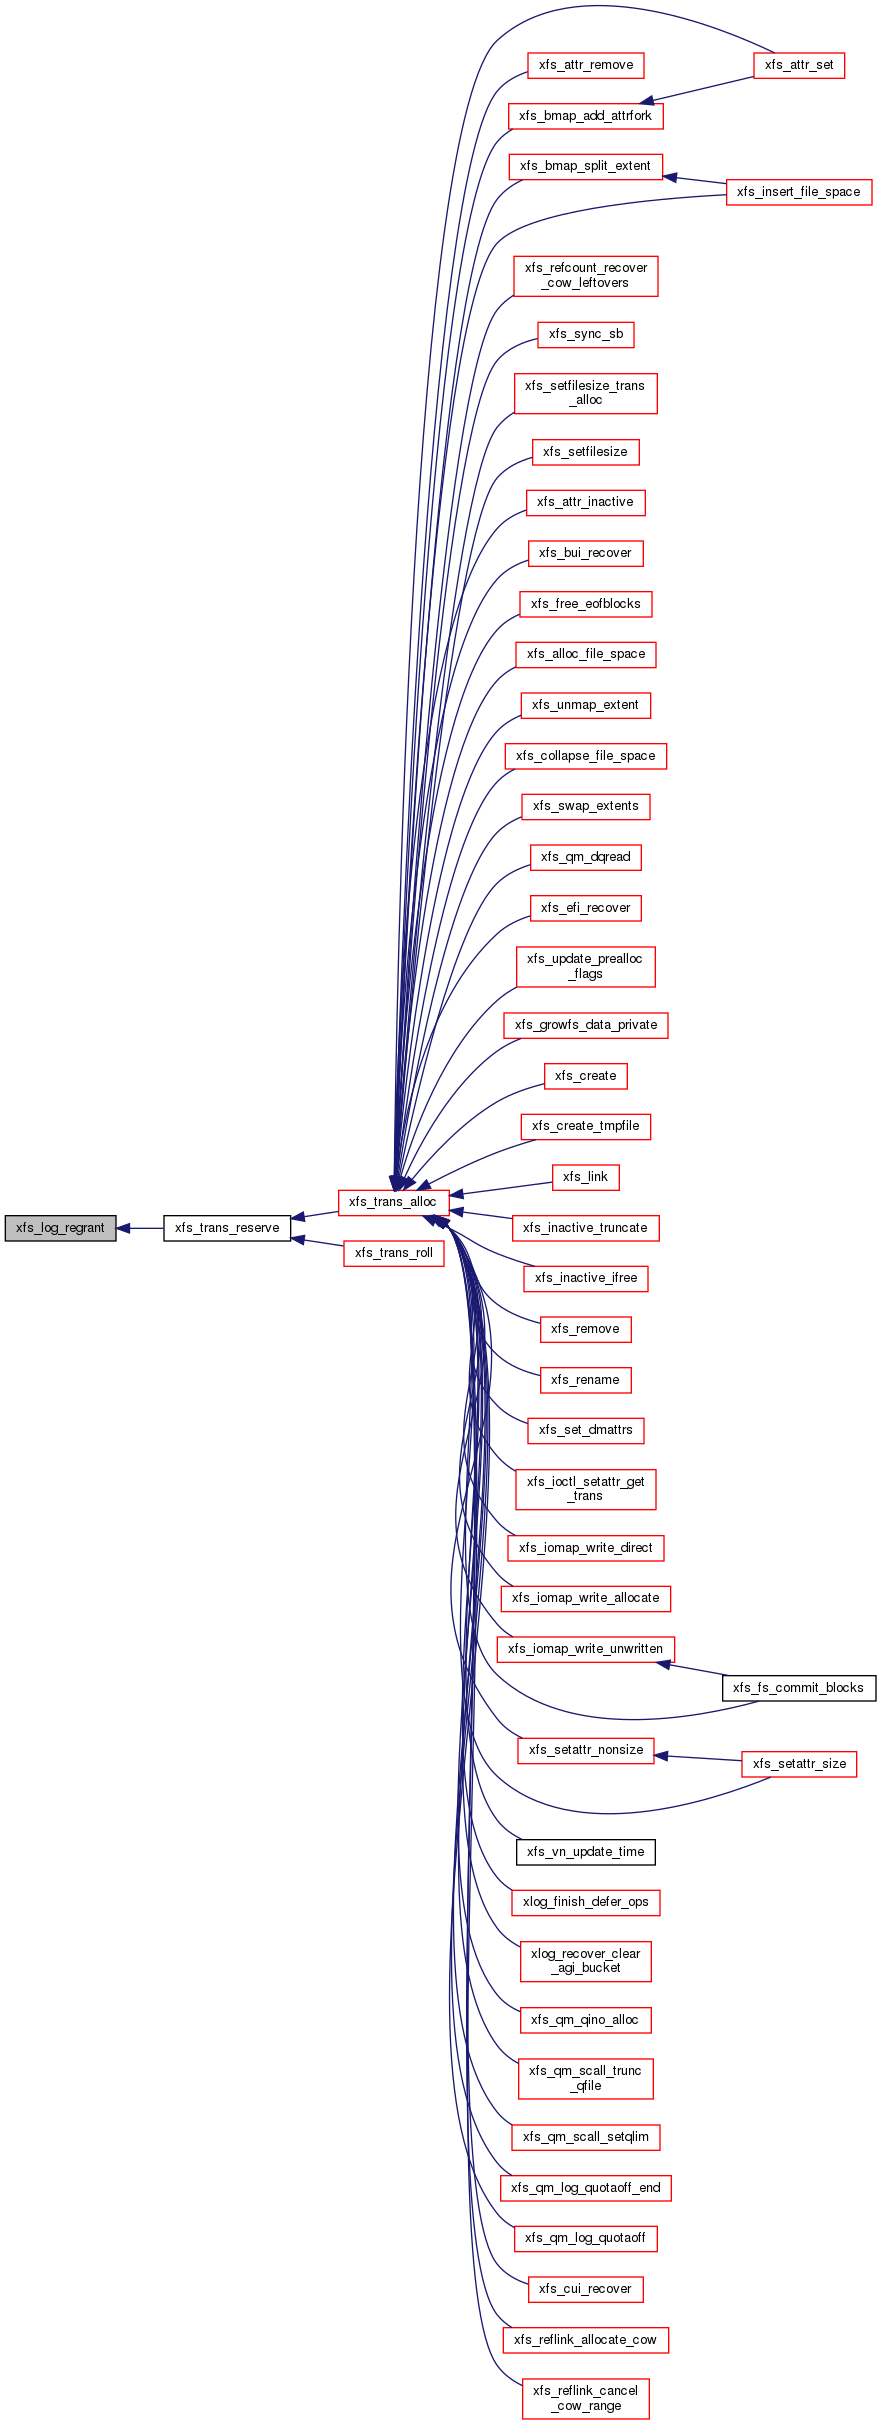 xfs_attr_set
xfs_attr_remove
xfs_bmap_add_attrfork
xfs_bmap_split_extent
xfs_insert_file_space
xfs_refcount_recover
_cow_leftovers
xfs_sync_sb
xfs_setfilesize_trans
_alloc
xfs_setfilesize
xfs_attr_inactive
xfs_bui_recover
xfs_free_eofblocks
xfs_alloc_file_space
xfs_unmap_extent
xfs_collapse_file_space
xfs_swap_extents
xfs_qm_dqread
xfs_efi_recover
xfs_update_prealloc
_flags
xfs_growfs_data_private
xfs_create
xfs_create_tmpfile
xfs_link
xfs_trans_alloc
xfs_log_regrant
xfs_trans_reserve
xfs_inactive_truncate
xfs_trans_roll
xfs_inactive_ifree
xfs_remove
xfs_rename
xfs_set_dmattrs
xfs_ioctl_setattr_get
_trans
xfs_iomap_write_direct
xfs_iomap_write_allocate
xfs_iomap_write_unwritten
xfs_fs_commit_blocks
xfs_setattr_nonsize
xfs_setattr_size
xfs_vn_update_time
xlog_finish_defer_ops
xlog_recover_clear
_agi_bucket
xfs_qm_qino_alloc
xfs_qm_scall_trunc
_qfile
xfs_qm_scall_setqlim
xfs_qm_log_quotaoff_end
xfs_qm_log_quotaoff
xfs_cui_recover
xfs_reflink_allocate_cow
xfs_reflink_cancel
_cow_range